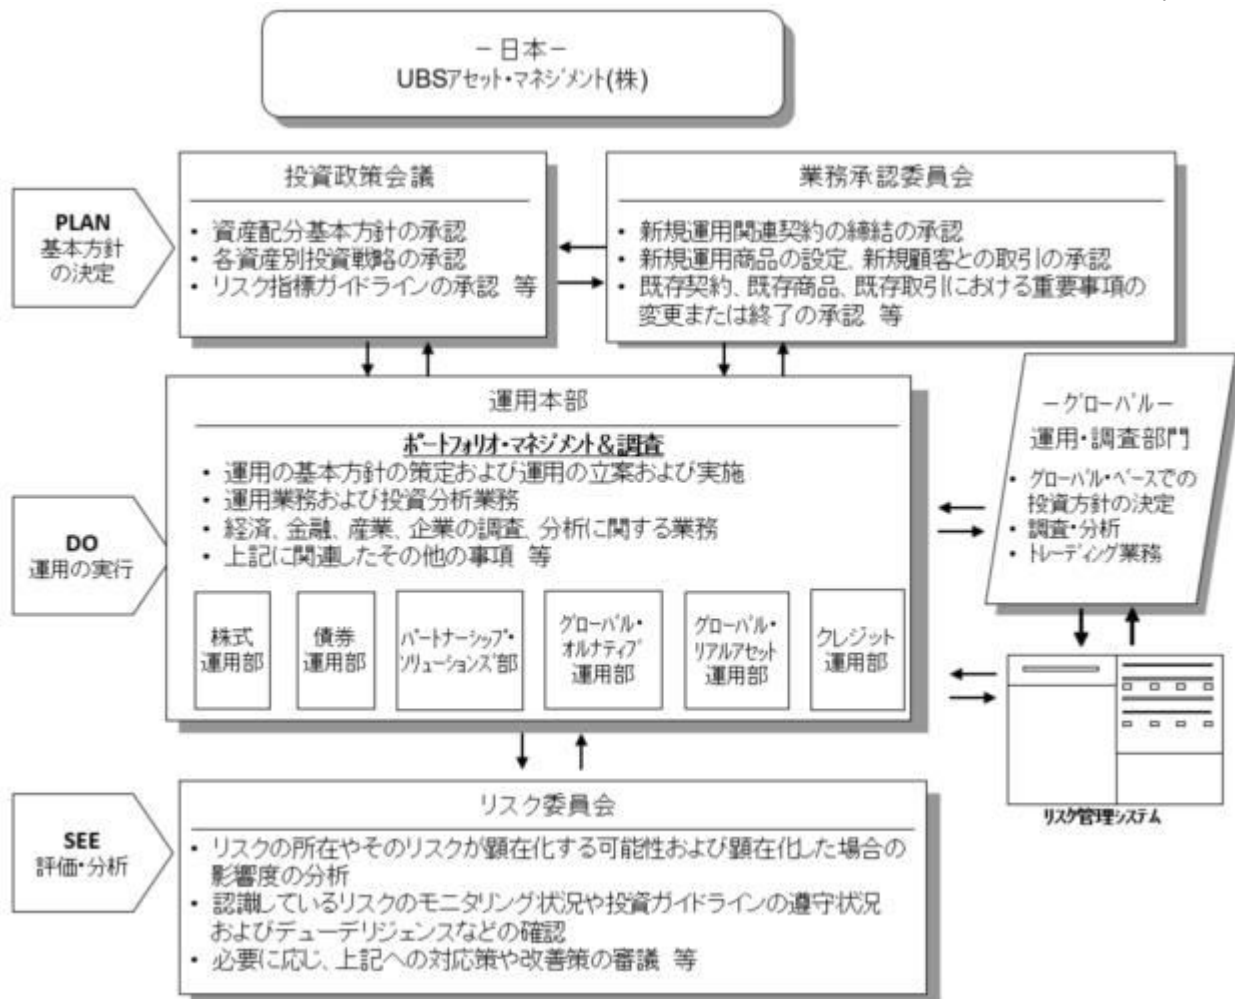 －日本－
UBSアセット・マネジメント(株)
PLAN
基本方針
の決定
投資政策会議
• 資産配分基本方針の承認
• 各資産別投資戦略の承認
• リスク指標ガイドラインの承認 等
業務承認委員会
• 新規運用関連契約の締結の承認
• 新規運用商品の設定、新規顧客との取引の承認
• 既存契約、既存商品、既存取引における重要事項の
変更または終了の承認 等
DO
運用の実行
運用本部
ポートフォリオ・マネジメント＆調査
• 運用の基本方針の策定および運用の立案および実施
• 運用業務および投資分析業務
• 経済、金融、産業、企業の調査、分析に関する業務
• 上記に関連したその他の事項 等
株式
運用部
債券
運用部
パートナーシップ・
ソリューションズ部
グローバル・
オルナティブ
運用部
グローバル・
リアルアセット
運用部
クレジット
運用部
－グローバル－
運用・調査部門
• グローバル・ベースでの
投資方針の決定
• 調査・分析
• トレーディング業務
リスク管理システム
SEE
評価・分析
リスク委員会
• リスクの所在やそのリスクが顕在化する可能性および顕在化した場合の
影響度の分析
• 認識しているリスクのモニタリング状況や投資ガイドラインの遵守状況
およびデューデリジェンスなどの確認
• 必要に応じ、上記への対応策や改善策の審議 等